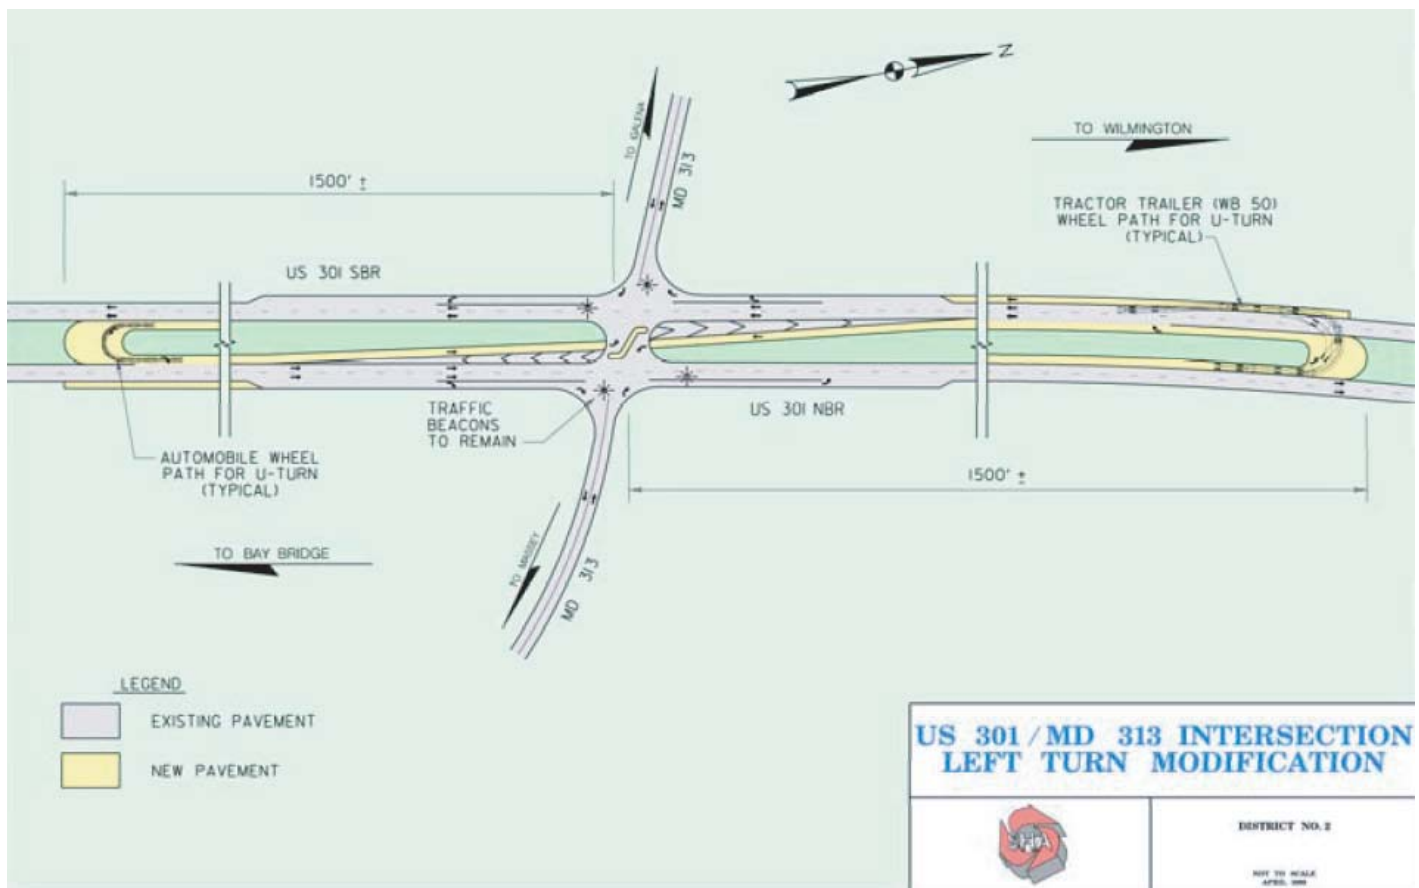 Z
TO WILMINGTON
TO GALENA
MD 313
1500' ±
TRACTOR TRAILER (WB 50)
WHEEL PATH FOR U-TURN
(TYPICAL)
US 301 SBR
TRAFFIC
BEACONS
TO REMAIN
US 301 NBR
AUTOMOBILE WHEEL
PATH FOR U-TURN
(TYPICAL)
1500' ±
TO BAY BRIDGE
TO MASSEY
MD 313
LEGEND
EXISTING PAVEMENT
NEW PAVEMENT
US 301 / MD 313 INTERSECTION
LEFT TURN MODIFICATION
SHA
DISTRICT NO. 2
NOT TO SCALE
APRIL,